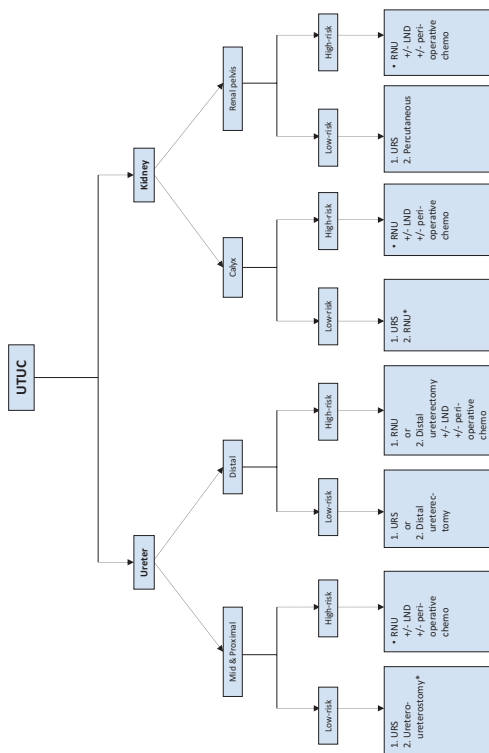 UTUC
Ureter
Kidney
Mid & Proximal
Distal
Calyx
Renal pelvis
Low-risk
High-risk
Low-risk
High-risk
Low-risk
High-risk
Low-risk
High-risk
1. URS
2. Uretero-
ureterostomy*
• RNU
+/- LND
+/- peri-
operative
chemo
1. URS
or
2. Distal
ureterec-
tomy
1. RNU
or
2. Distal
ureterectomy
+/- LND
+/- peri-
operative
chemo
1. URS
2. RNU*
• RNU
+/- LND
+/- peri-
operative
chemo
1. URS
2. Percutaneous
• RNU
+/- LND
+/- peri-
operative
chemo